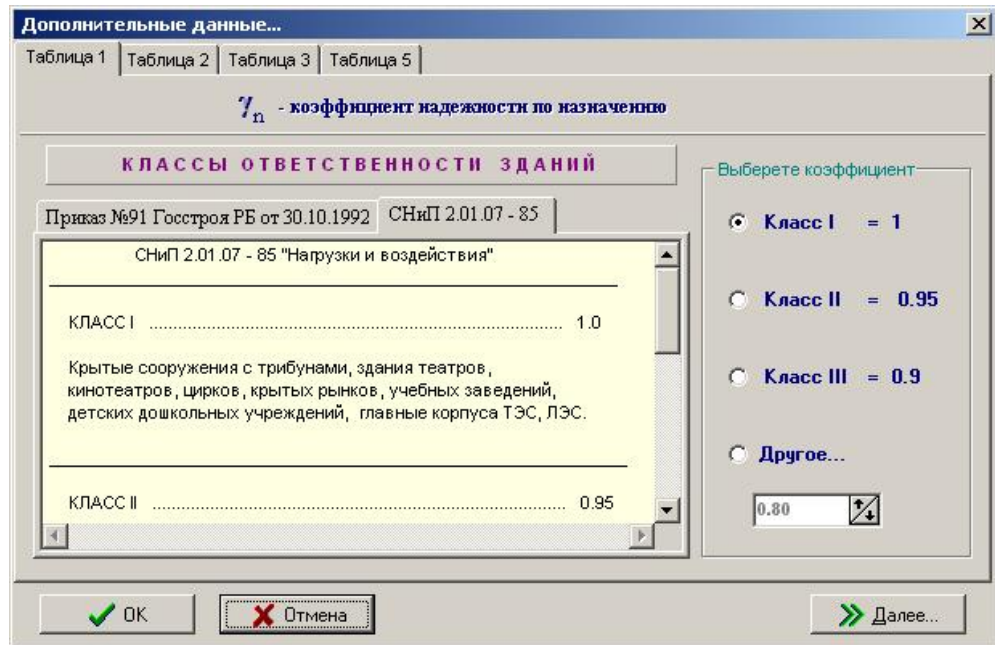 Дополнительные данные...
Таблица 1 Таблица 2 Таблица 3 Таблица 5
γn - коэффициент надежности по назначению
КЛАССЫ ОТВЕТСТВЕННОСТИ ЗДАНИЙ
Приказ №91 Госстроя РБ от 30.10.1992 СНиП 2.01.07 - 85
СНиП 2.01.07 - 85 "Нагрузки и воздействия"
КЛАСС I ........................................................................ 1.0
Крытые сооружения с трибунами, здания театров,
кинотеатров, цирков, крытых рынков, учебных заведений,
детских дошкольных учреждений, главные корпуса ТЭС, ЛЭС.
КЛАСС II ........................................................................ 0.95
Выберете коэффициент
Класс I = 1
Класс II = 0.95
Класс III = 0.9
Другое...
0.80
OK Отмена Далее...